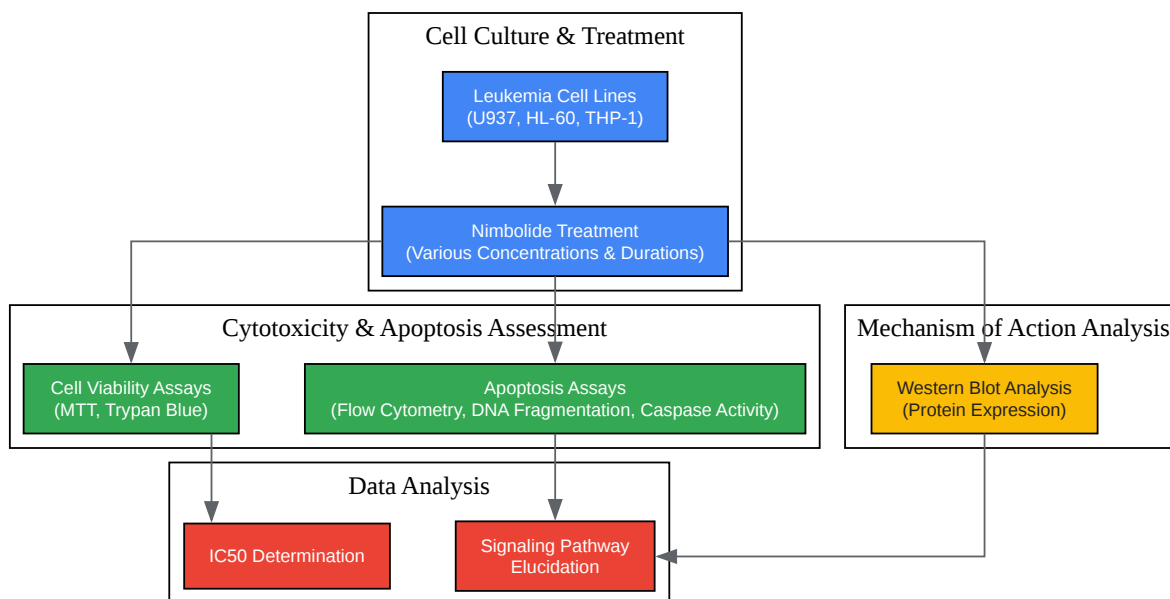 Cell Culture & Treatment
Leukemia Cell Lines
(U937, HL-60, THP-1)
Nimbolide Treatment
(Various Concentrations & Durations)
Cytotoxicity & Apoptosis Assessment
Mechanism of Action Analysis
Cell Viability Assays
(MTT, Trypan Blue)
Apoptosis Assays
(Flow Cytometry, DNA Fragmentation, Caspase Activity)
Western Blot Analysis
(Protein Expression)
Data Analysis
IC50 Determination
Signaling Pathway
Elucidation